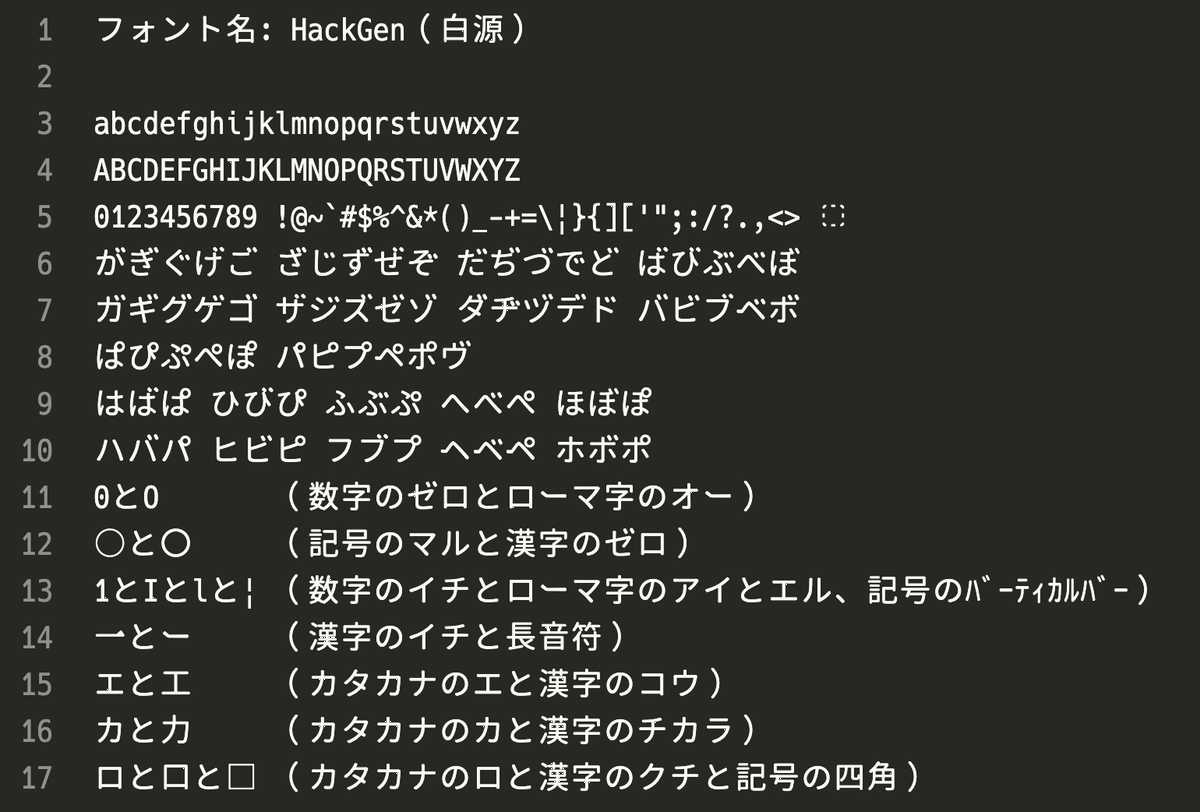 1 フォント名: HackGen（白源）
2
3 abcdefghijklmnopqrstuvwxyz
4 ABCDEFGHIJKLMNOPQRSTUVWXYZ
5 0123456789 !@~`#$%^&*()_-+=\|}{]['";:/?.,<> 　
6 がぎぐげご ざじずぜぞ だぢづでど ばびぶべぼ
7 ガギグゲゴ ザジズゼゾ ダヂヅデド バビブベボ
8 ぱぴぷぺぽ パピプペポヴ
9 はばぱ ひびぴ ふぶぷ へべぺ ほぼぽ
10 ハバパ ヒビピ フブプ ヘベペ ホボポ
11 0とO （数字のゼロとローマ字のオー）
12 ○と〇 （記号のマルと漢字のゼロ）
13 1とIとlと| （数字のイチとローマ字のアイとエル、記号のﾊﾞｰﾃｨｶﾙﾊﾞｰ）
14 一とー （漢字のイチと長音符）
15 エと工 （カタカナのエと漢字のコウ）
16 カと力 （カタカナのカと漢字のチカラ）
17 ロと口と□ （カタカナのロと漢字のクチと記号の四角）